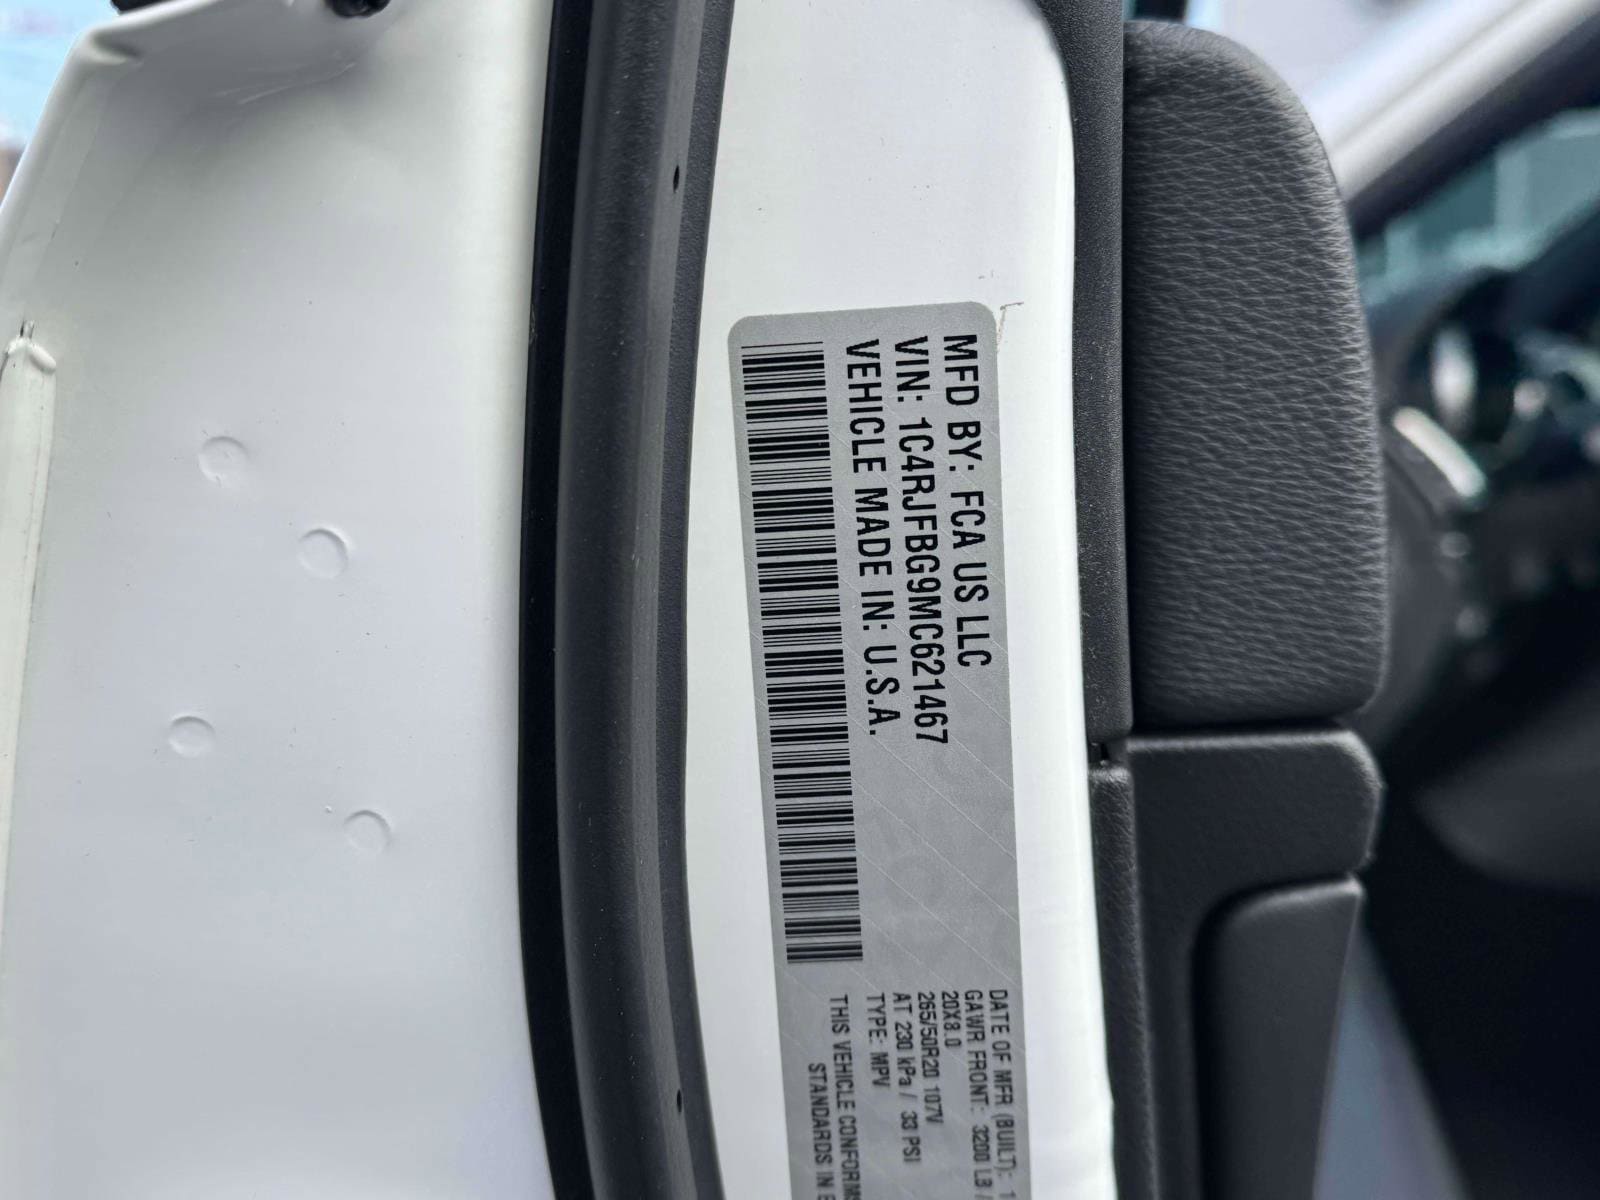 MFD BY: FCA US LLC
VIN: 1C4RJFBG9MC621467
VEHICLE MADE IN: U.S.A.
DATE OF MFR (BUILT): 1
GAWR FRONT: 3200 LB /
20X8.0
265/50R20 107V
AT 230 kPa / 33 PSI
TYPE: MPV
THIS VEHICLE CONFORMS
STANDARDS IN